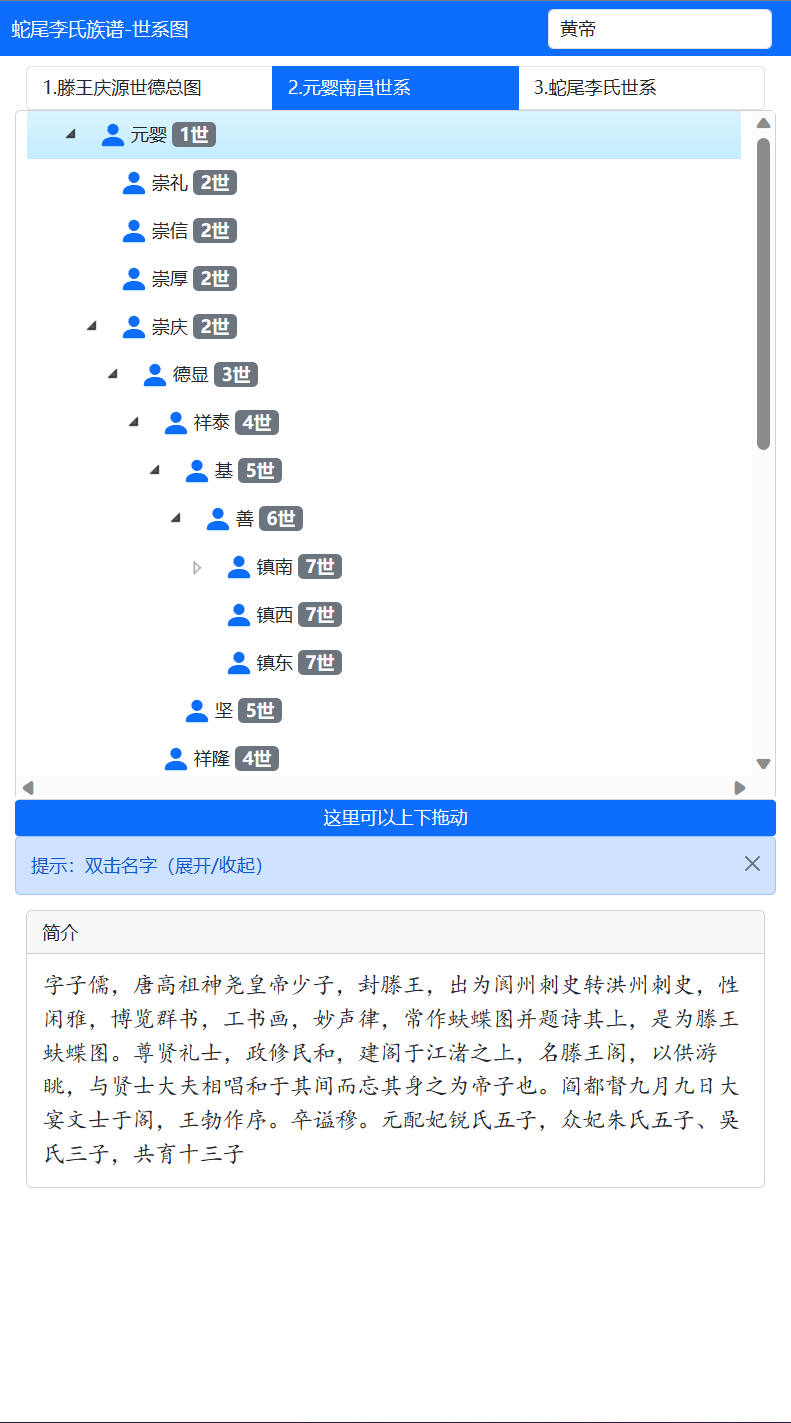 蛇尾李氏族谱-世系图
黄帝
1.滕王庆源世德总图
2.元婴南昌世系
3.蛇尾李氏世系
元婴 1世
崇礼 2世
崇信 2世
崇厚 2世
崇庆 2世
德显 3世
祥泰 4世
基 5世
善 6世
镇南 7世
镇西 7世
镇东 7世
坚 5世
祥隆 4世
这里可以上下拖动
提示：双击名字（展开/收起）
简介
字子儒，唐高祖神尧皇帝少子，封滕王，出为阆州刺史转洪州刺史，性
闲雅，博览群书，工书画，妙声律，常作蛱蝶图并题诗其上，是为滕王
蛱蝶图。尊贤礼士，政修民和，建阁于江渚之上，名滕王阁，以供游
眺，与贤士大夫相唱和于其间而忘其身之为帝子也。阎都督九月九日大
宴文士于阁，王勃作序。卒谥穆。元配妃锐氏五子，众妃朱氏五子、吳
氏三子，共育十三子